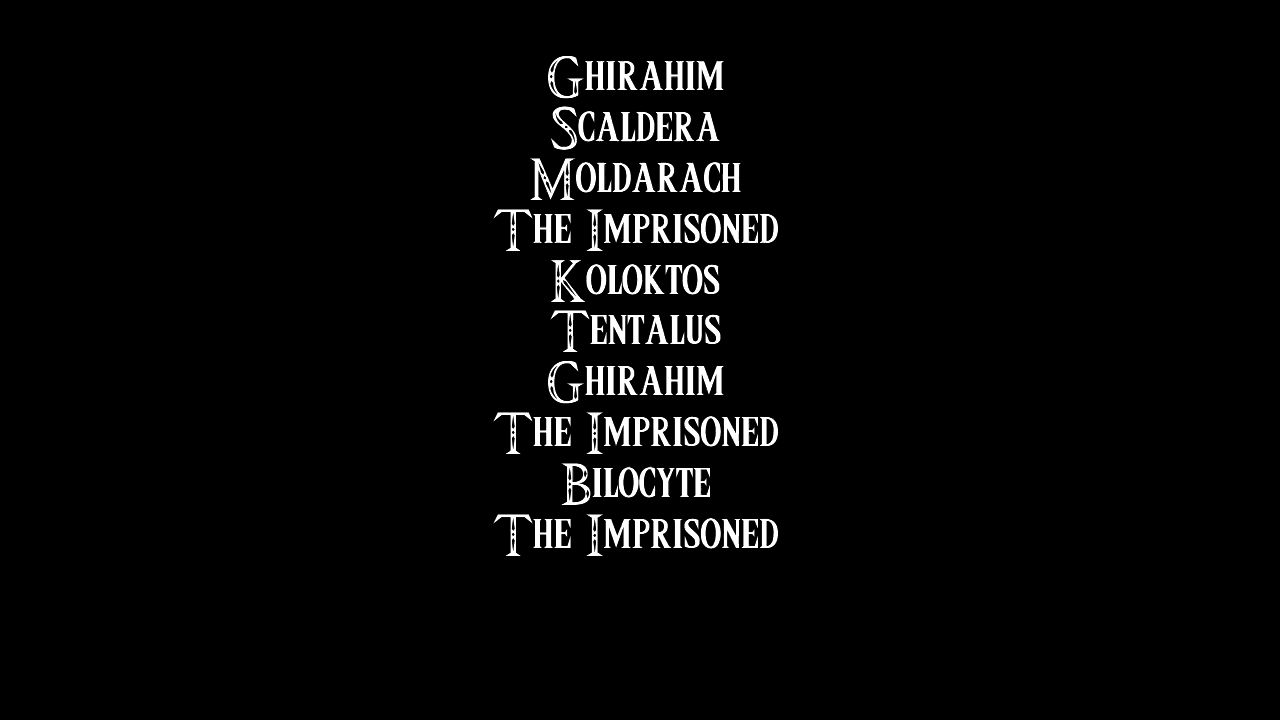 Ghirahim
Scaldera
Moldarach
The Imprisoned
Koloktos
Tentalus
Ghirahim
The Imprisoned
Bilocyte
The Imprisoned